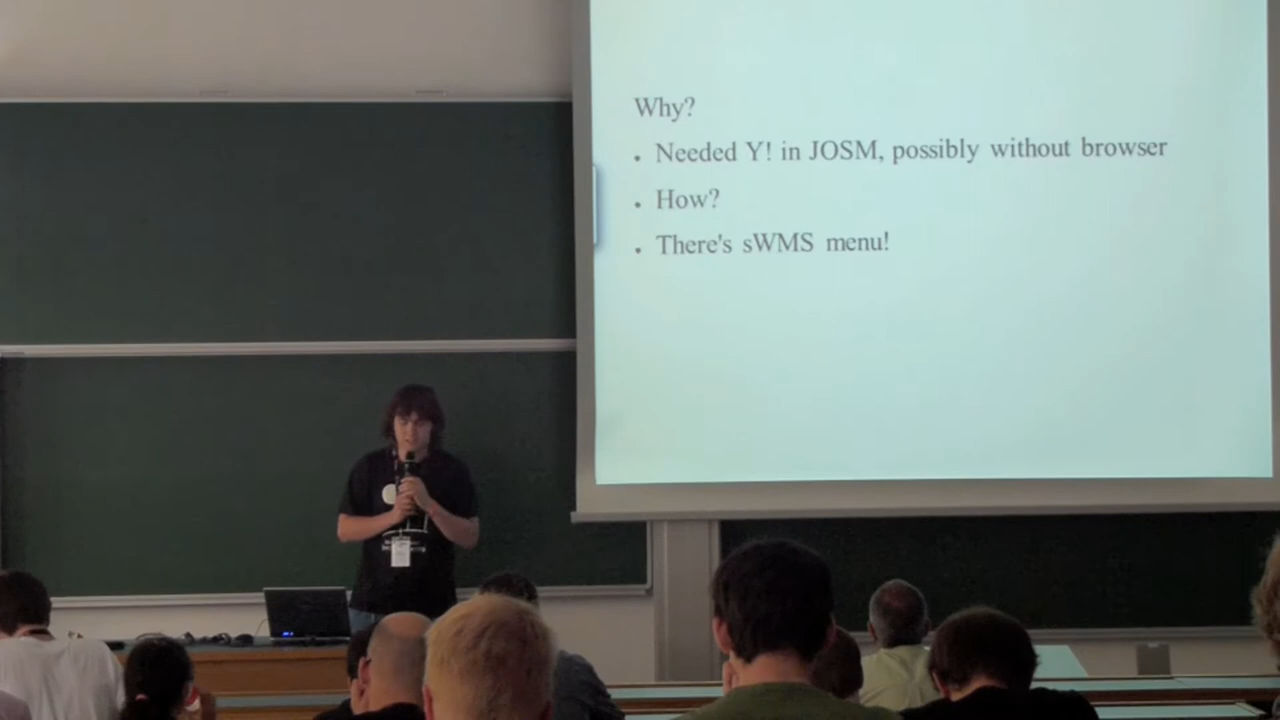 Why?
• Needed Y! in JOSM, possibly without browser
• How?
• There's sWMS menu!